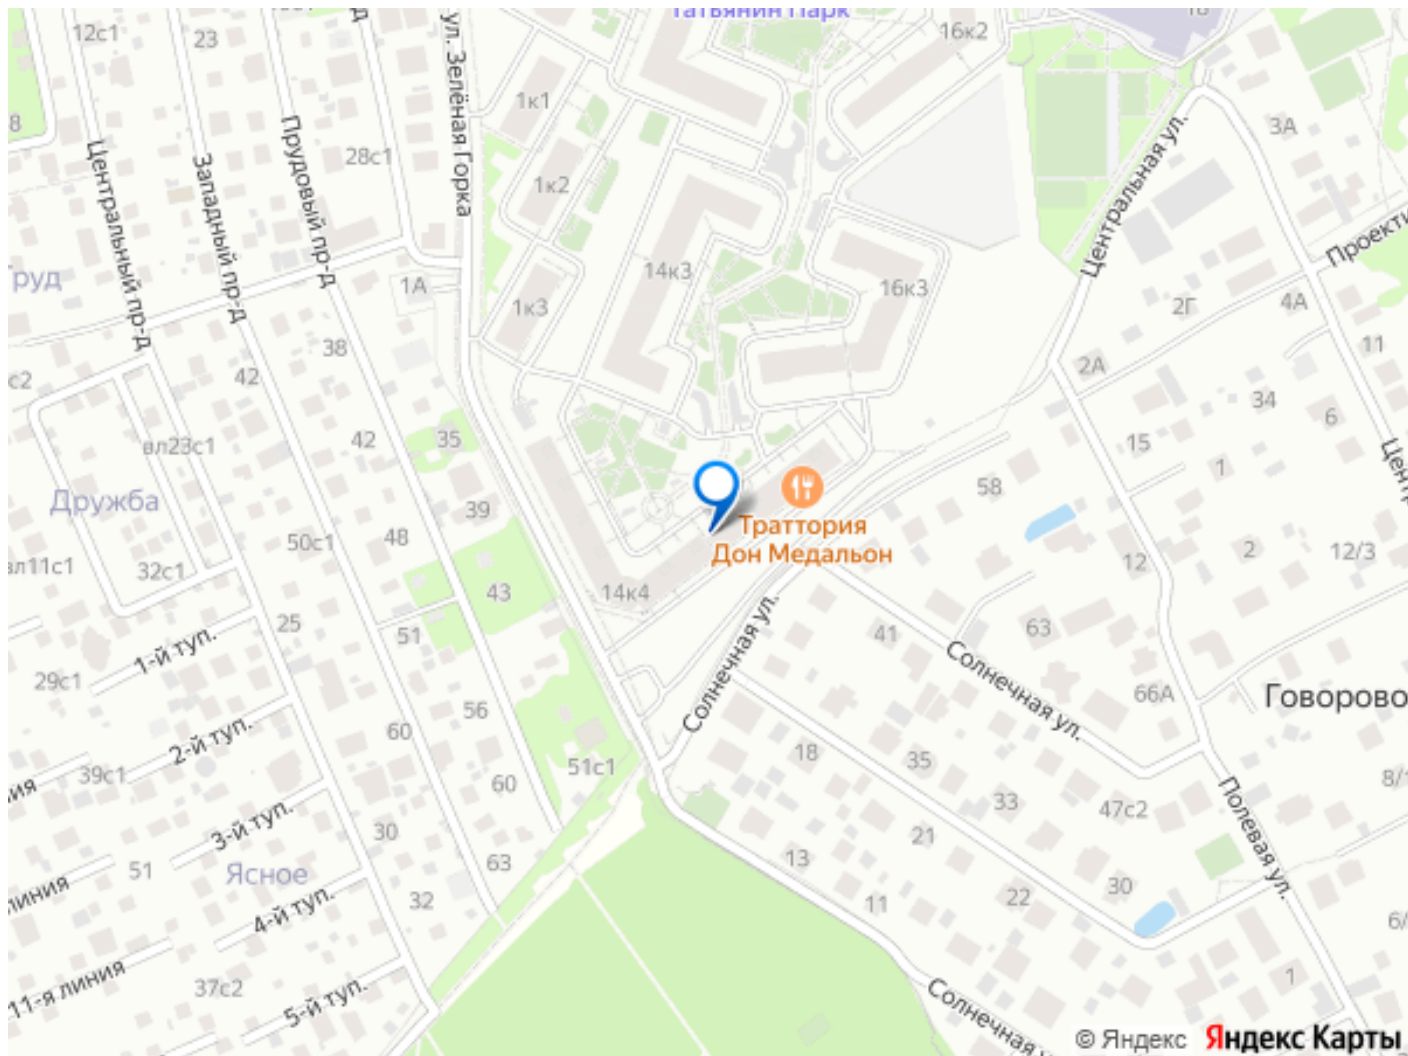 Татьянин Парк
18
12с1
23
16к2
ул. Зелёная Горка
1к1
8
3А
Прудовый пр-д
28с1
Центральный пр-д
Западный пр-д
1к2
Центральная ул.
14к3
16к3
1А
1к3
2Г
4А
38
11
42
2А
34
6
42
35
15
вл23с1
1
Дружба
39
58
Траттория
Дон Медальон
48
50с1
2
12/3
12
32с1
43
14к4
25
51
41
63
1-й туп.
Солнечная ул.
Солнечная ул.
29с1
66А
Говорово
56
60
2-й туп.
18
35
39с1
51с1
60
33
47с2
Полевая ул.
3-й туп.
30
21
51
63
13
Ясное
30
22
11
32
4-й туп.
1
37с2
11-я линия
5-й туп.
Солнечная
© Яндекс
Яндекс Карты